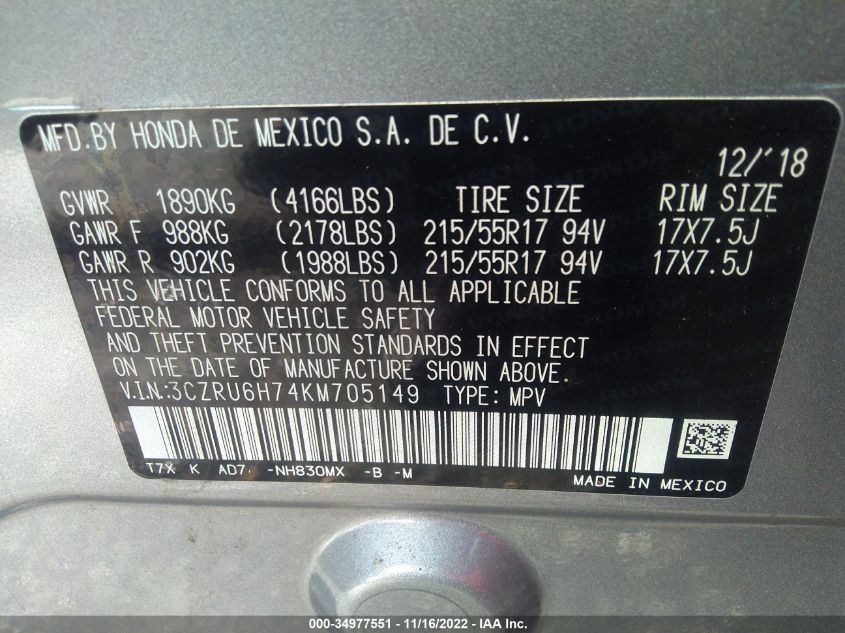 MFD.BY HONDA DE MEXICO S.A. DE C.V.
12/'18
GVWR 1890KG (4166LBS) TIRE SIZE RIM SIZE
GAWR F 988KG (2178LBS) 215/55R17 94V 17X7.5J
GAWR R 902KG (1988LBS) 215/55R17 94V 17X7.5J
THIS VEHICLE CONFORMS TO ALL APPLICABLE
FEDERAL MOTOR VEHICLE SAFETY
AND THEFT PREVENTION STANDARDS IN EFFECT
ON THE DATE OF MANUFACTURE SHOWN ABOVE.
V.I.N:3CZRU6H74KM705149 TYPE: MPV
T7X K AD7 -NH830MX -B -M
MADE IN MEXICO
000-34977551 - 11/16/2022 - IAA Inc.